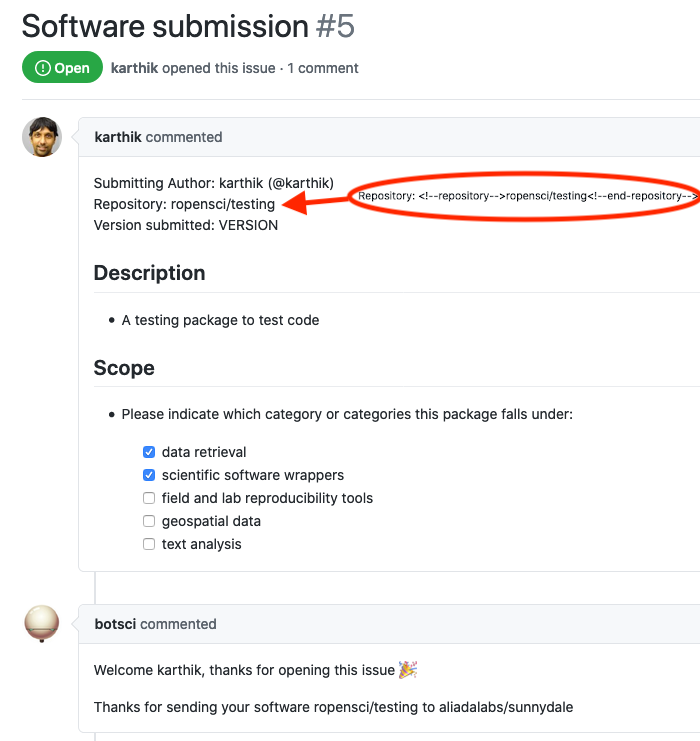 Software submission #5
Open karthik opened this issue · 1 comment
karthik commented
Submitting Author: karthik (@karthik)
Repository: ropensci/testing
Repository: <!--repository-->ropensci/testing<!--end-repository-->
Version submitted: VERSION
Description
• A testing package to test code
Scope
• Please indicate which category or categories this package falls under:
data retrieval
scientific software wrappers
field and lab reproducibility tools
geospatial data
text analysis
botsci commented
Welcome karthik, thanks for opening this issue 🎉
Thanks for sending your software ropensci/testing to aliadalabs/sunnydale